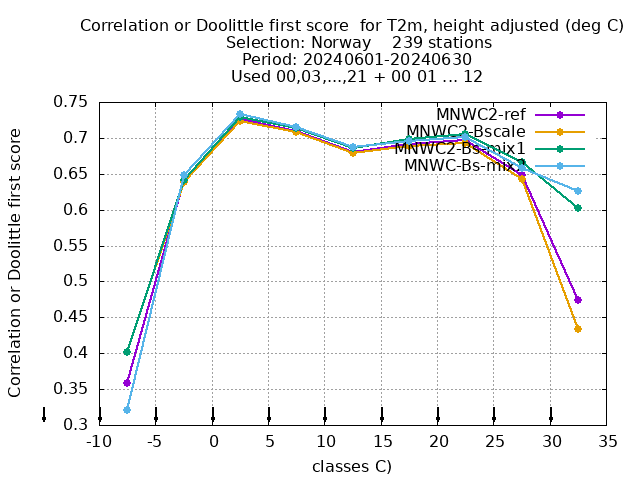 Correlation or Doolittle first score  for T2m, height adjusted (deg C)
Selection: Norway    239 stations
Period: 20240601-20240630
Used 00,03,...,21 + 00 01 ... 12
Correlation or Doolittle first score
0.75
0.7
0.65
0.6
0.55
0.5
0.45
0.4
0.35
0.3
MNWC2-ref
MNWC2-Bscale
MNWC2-Bs-mix1
MNWC-Bs-mix
-10 -5 0 5 10 15 20 25 30 35
classes C)